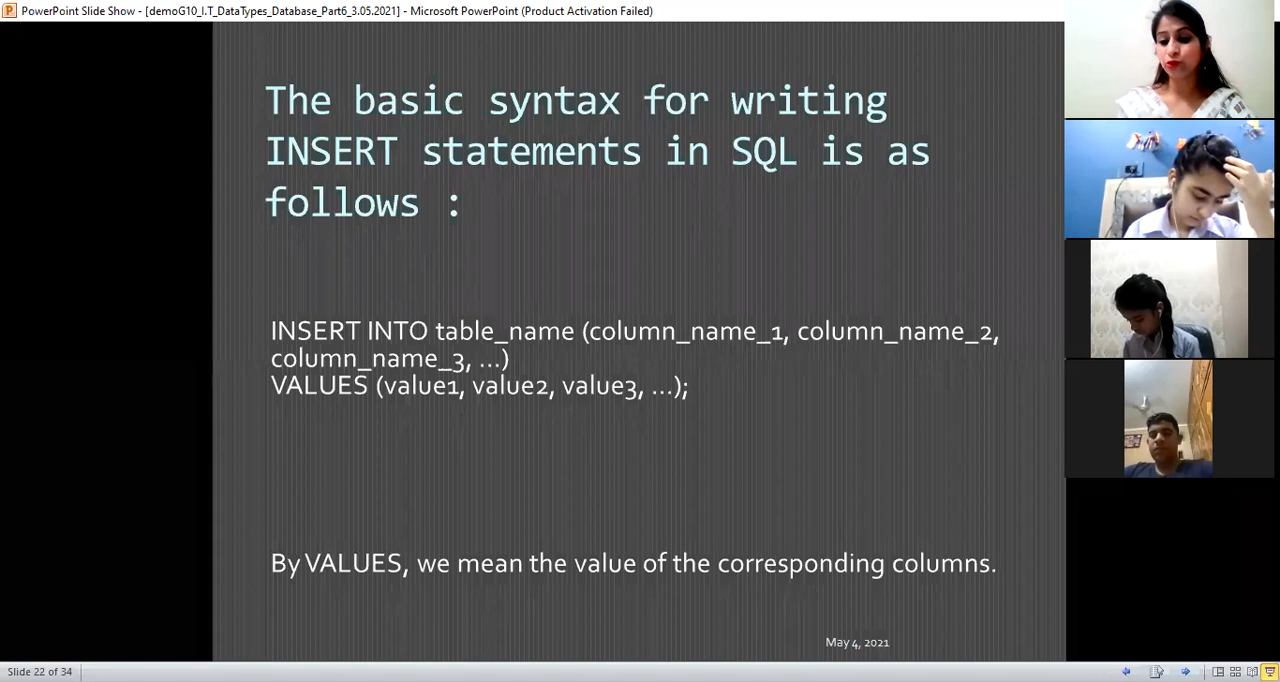 PowerPoint Slide Show - [demoG10_I.T_DataTypes_Database_Part6_3.05.2021] - Microsoft PowerPoint (Product Activation Failed)
The basic syntax for writing
INSERT statements in SQL is as
follows :
INSERT INTO table_name (column_name_1, column_name_2,
column_name_3, ...)
VALUES (value1, value2, value3, ...);
By VALUES, we mean the value of the corresponding columns.
May 4, 2021
Slide 22 of 34